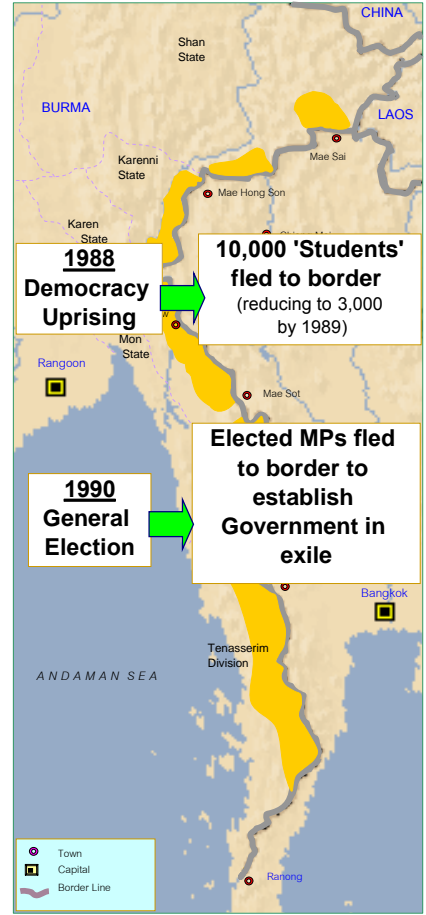 CHINA
Shan
State
BURMA
LAOS
Mae Sai
Karenni
State
Mae Hong Son
Karen
State
1988
Democracy
Uprising
10,000 'Students'
fled to border
(reducing to 3,000
by 1989)
Mon
State
Rangoon
Mae Sot
Elected MPs fled
to border to
establish
Government in
exile
1990
General
Election
Bangkok
Tenasserim
Division
ANDAMAN SEA
Town
Capital
Border Line
Ranong